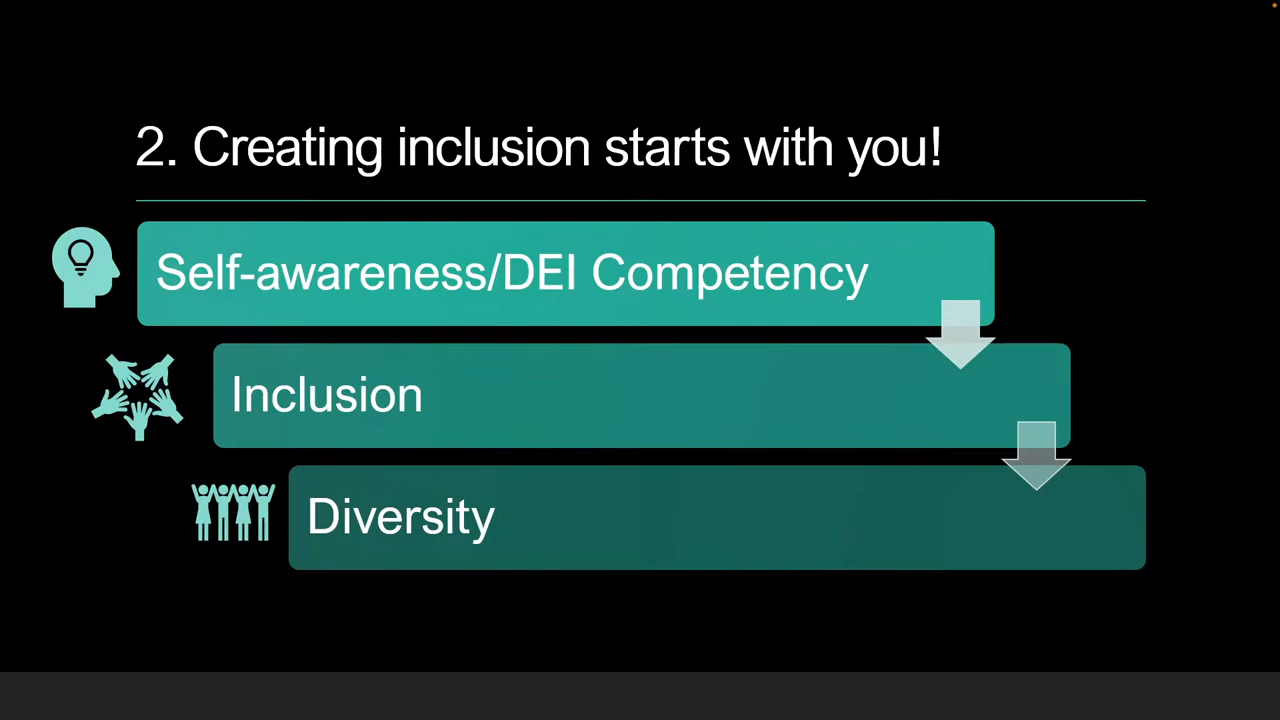 2. Creating inclusion starts with you!
Self-awareness/DEI Competency
Inclusion
Diversity